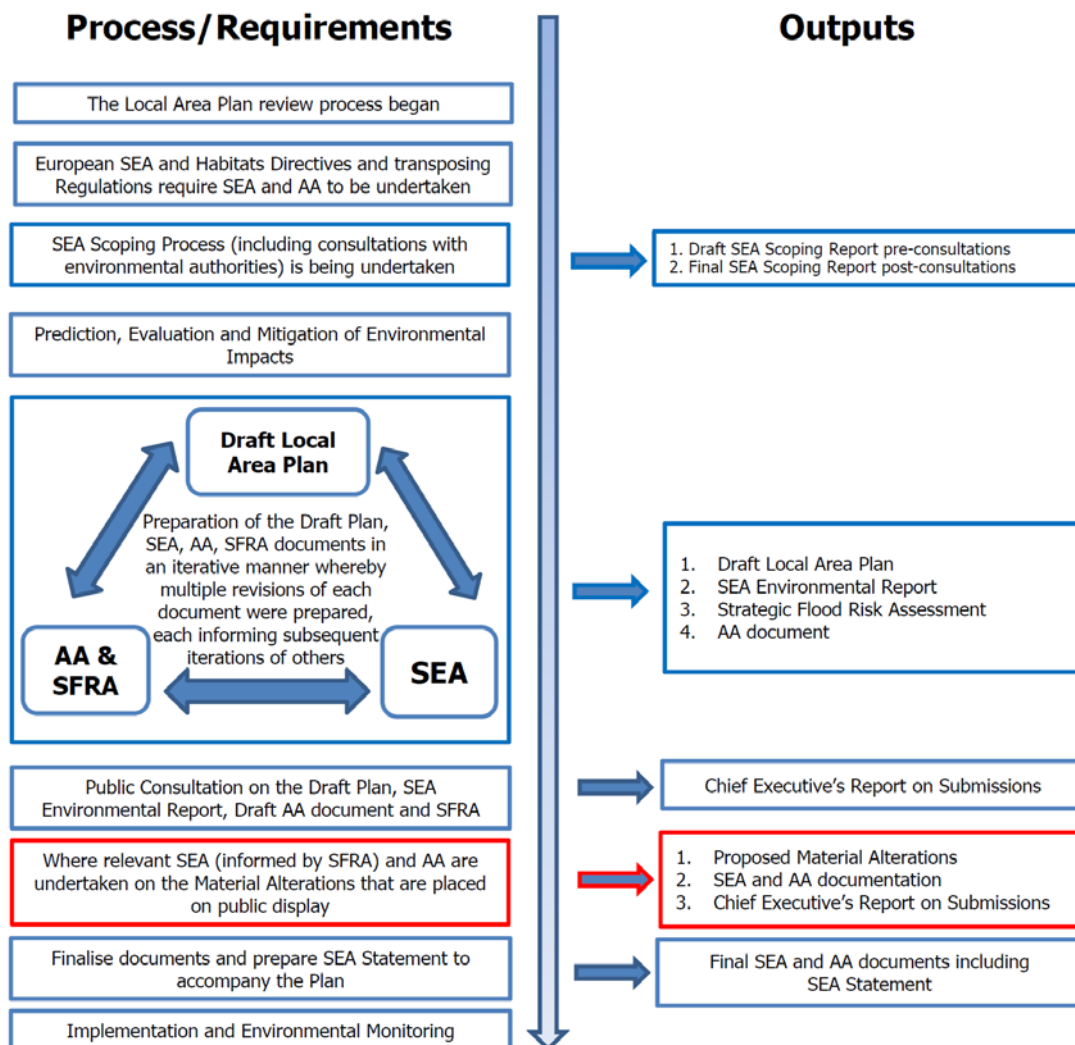 Process/Requirements
Outputs
The Local Area Plan review process began
European SEA and Habitats Directives and transposing
Regulations require SEA and AA to be undertaken
SEA Scoping Process (including consultations with
environmental authorities) is being undertaken
1. Draft SEA Scoping Report pre-consultations
2. Final SEA Scoping Report post-consultations
Prediction, Evaluation and Mitigation of Environmental
Impacts
Draft Local
Area Plan
Preparation of the Draft Plan,
SEA, AA, SFRA documents in
an iterative manner whereby
multiple revisions of each
document were prepared,
each informing subsequent
iterations of others
AA &
SFRA
SEA
1. Draft Local Area Plan
2. SEA Environmental Report
3. Strategic Flood Risk Assessment
4. AA document
Public Consultation on the Draft Plan, SEA
Environmental Report, Draft AA document and SFRA
Chief Executive's Report on Submissions
Where relevant SEA (informed by SFRA) and AA are
undertaken on the Material Alterations that are placed
on public display
1. Proposed Material Alterations
2. SEA and AA documentation
3. Chief Executive's Report on Submissions
Finalise documents and prepare SEA Statement to
accompany the Plan
Final SEA and AA documents including
SEA Statement
Implementation and Environmental Monitoring